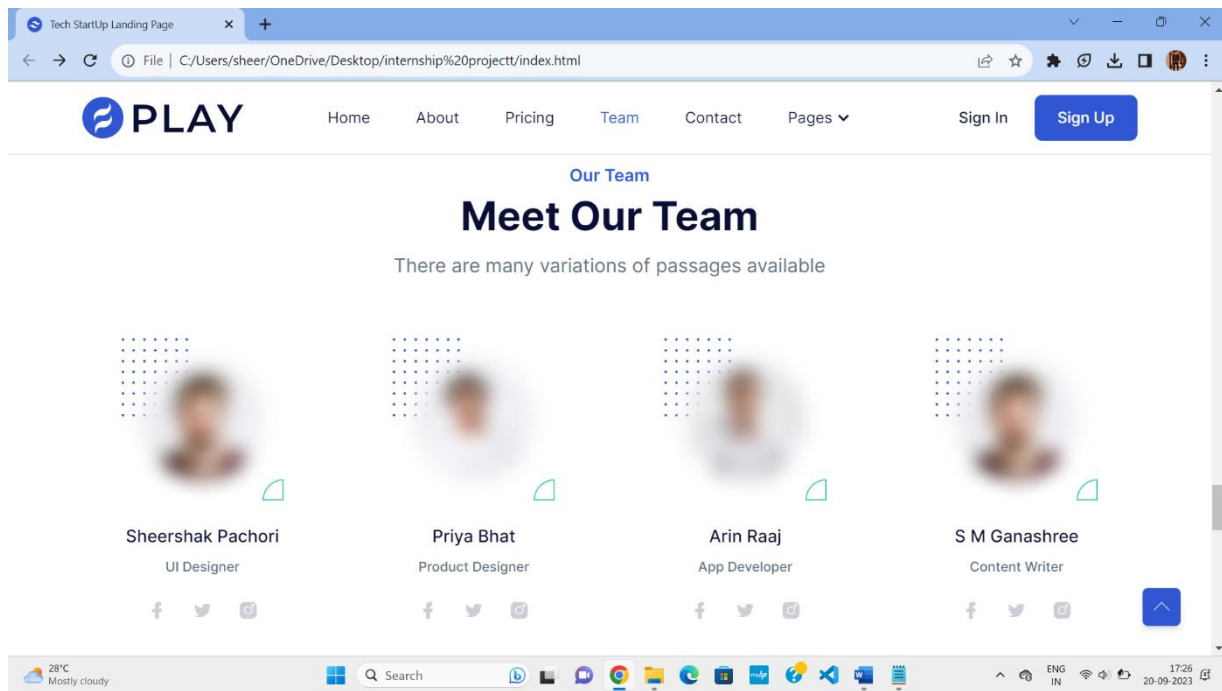 Tech StartUp Landing Page
File | C:/Users/sheer/OneDrive/Desktop/internship%20projectt/index.html
PLAY Home About Pricing Team Contact Pages Sign In Sign Up
Our Team
Meet Our Team
There are many variations of passages available
Sheershak Pachori Priya Bhat Arin Raaj S M Ganashree
UI Designer Product Designer App Developer Content Writer
28°C
Mostly cloudy
Search
ENG
IN
17:26
20-09-2023